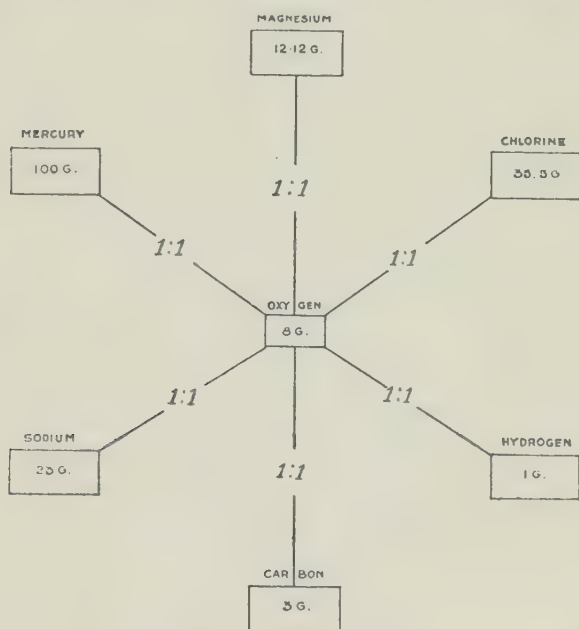 MAGNESIUM
12·12 G.
MERCURY
100 G.
CHLORINE
35.5 G
1:1
1:1
1:1
OXYGEN
8 G.
1:1
1:1
1:1
SODIUM
23 G.
HYDROGEN
1 G.
CARBON
3 G.